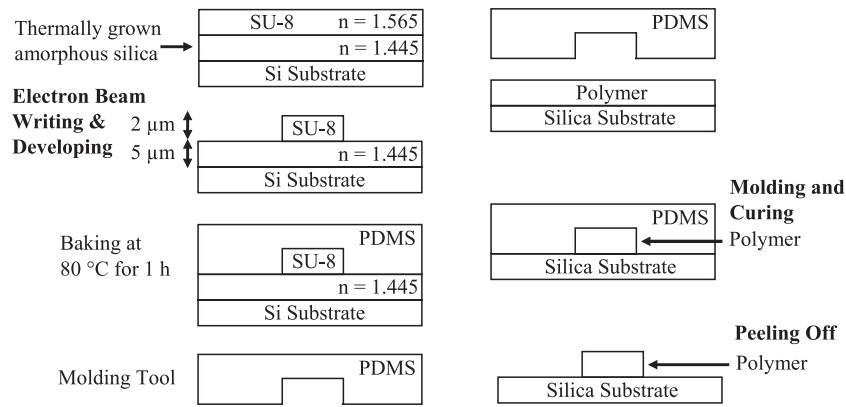 Thermally grown
amorphous silica
SU-8 n = 1.565
n = 1.445
Si Substrate
Electron Beam
Writing &
Developing
2 µm
5 µm
SU-8
n = 1.445
Si Substrate
Baking at
80 °C for 1 h
PDMS
SU-8
n = 1.445
Si Substrate
Molding Tool
PDMS
PDMS
Polymer
Silica Substrate
Molding and
Curing
Polymer
PDMS
Silica Substrate
Peeling Off
Polymer
Silica Substrate